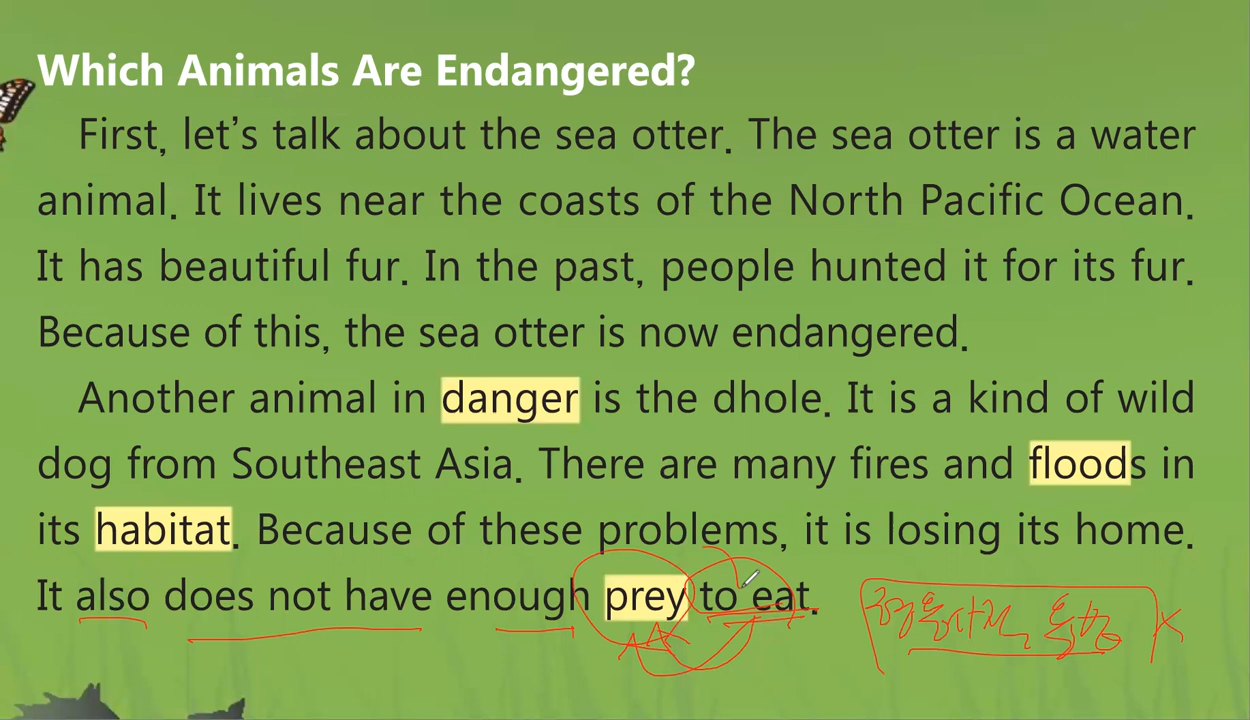 Which Animals Are Endangered?
First, let's talk about the sea otter. The sea otter is a water
animal. It lives near the coasts of the North Pacific Ocean.
It has beautiful fur. In the past, people hunted it for its fur.
Because of this, the sea otter is now endangered.
Another animal in danger is the dhole. It is a kind of wild
dog from Southeast Asia. There are many fires and floods in
its habitat. Because of these problems, it is losing its home.
It also does not have enough prey to eat.